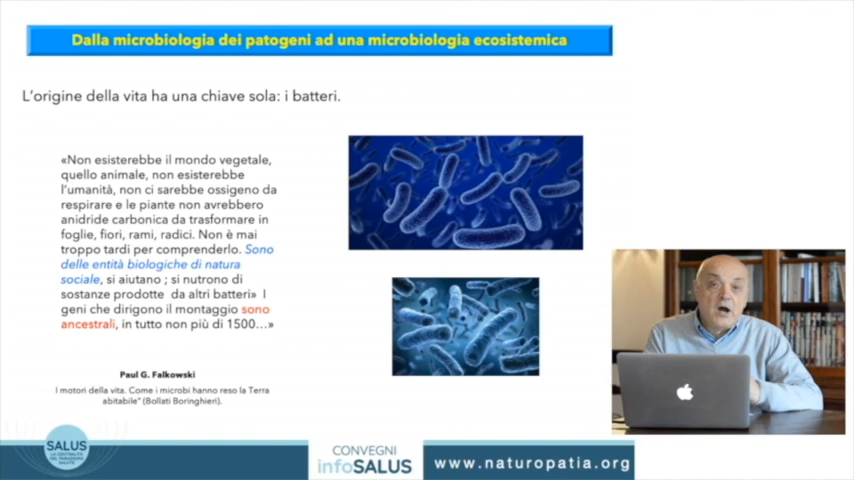 Dalla microbiologia dei patogeni ad una microbiologia ecosistemica
L'origine della vita ha una chiave sola: i batteri.
«Non esisterebbe il mondo vegetale,
quello animale, non esisterebbe
l'umanità, non ci sarebbe ossigeno da
respirare e le piante non avrebbero
anidride carbonica da trasformare in
foglie, fiori, rami, radici. Non è mai
troppo tardi per comprenderlo. Sono
delle entità biologiche di natura
sociale, si aiutano ; si nutrono di
sostanze prodotte da altri batteri» I
geni che dirigono il montaggio sono
ancestrali, in tutto non più di 1500…»
Paul G. Falkowski
I motori della vita. Come i microbi hanno reso la Terra
abitabile" (Bollati Boringhieri).
SALUS
LA CENTRALITÀ
DEL PARADIGMA
SALUTE
CONVEGNI
infoSALUS
www.naturopatia.org